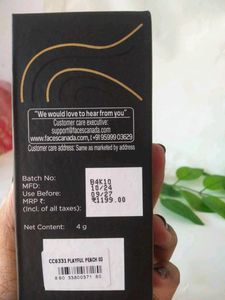 "We would love to hear from you"
Customer care executive:
support@facescanada.com
www.facescanada.com, t:+91 95999 03629
Customer care address: Same as marketed by address
Batch No: B4K10
MFD: 10/24
Use Before: 09/27
MRP ₹: ₹1199.00
(Incl. of all taxes):
Net Content: 4 g
CC6333 PLAYFUL PEACH 03